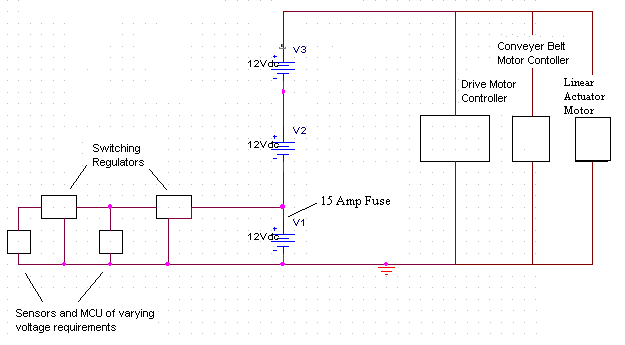 V3
12Vdc
Conveyer Belt
Motor Contoller
Drive Motor
Controller
Linear
Actuator
Motor
V2
12Vdc
Switching
Regulators
15 Amp Fuse
V1
12Vdc
Sensors and MCU of varying
voltage requirements